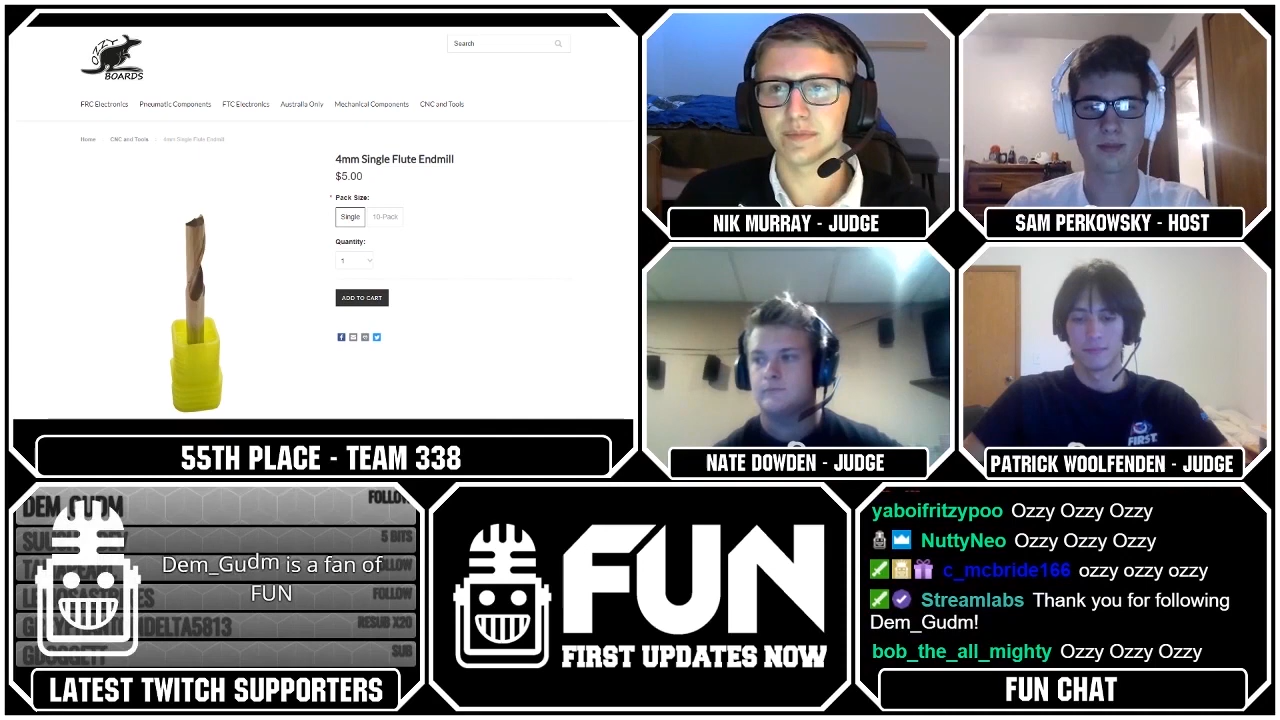 OZZY
BOARDS
Search
FRC Electronics
Pneumatic Components
FTC Electronics
Australia Only
Mechanical Components
CNC and Tools
Home
CNC and Tools
4mm Single Flute Endmill
4mm Single Flute Endmill
$5.00
* Pack Size:
Single
10-Pack
Quantity:
1
ADD TO CART
55TH PLACE - TEAM 338
NIK MURRAY - JUDGE
SAM PERKOWSKY - HOST
NATE DOWDEN - JUDGE
FIRST
PATRICK WOOLFENDEN - JUDGE
DEM_GUDM
FOLLOW
5 BITS
FOLLOW
FOLLOW
RESUB X20
SUB
Dem_Gudm is a fan of
FUN
LATEST TWITCH SUPPORTERS
FUN
FIRST UPDATES NOW
yaboifritzypoo Ozzy Ozzy Ozzy
NuttyNeo Ozzy Ozzy Ozzy
c_mcbride166 ozzy ozzy ozzy
Streamlabs Thank you for following
Dem_Gudm!
bob_the_all_mighty Ozzy Ozzy Ozzy
FUN CHAT